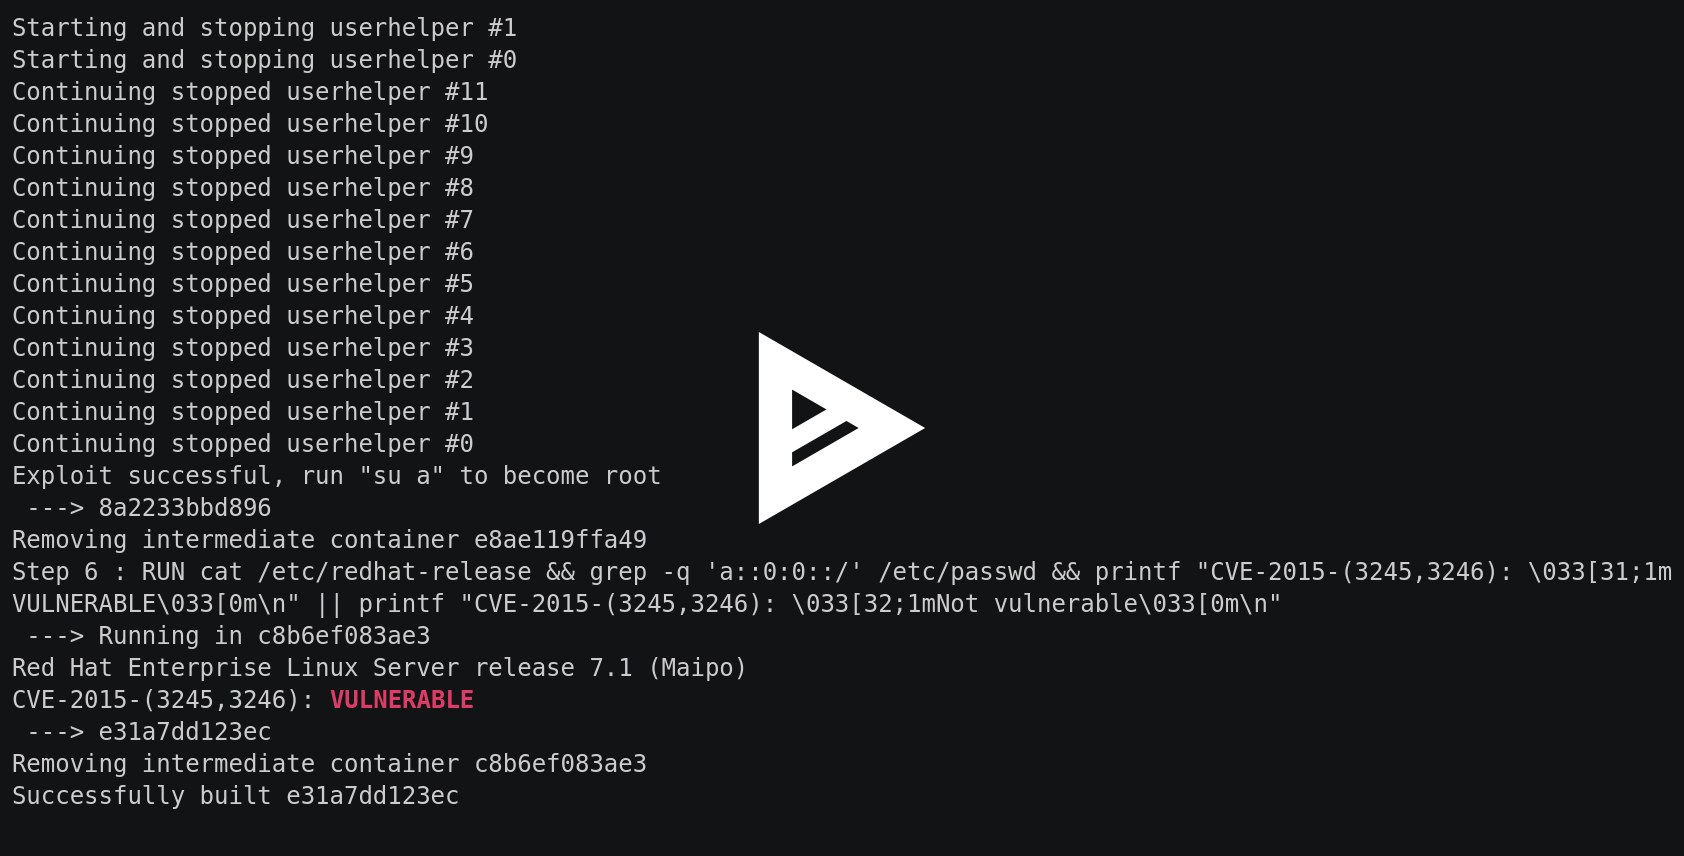 Starting and stopping userhelper #1
Starting and stopping userhelper #0
Continuing stopped userhelper #11
Continuing stopped userhelper #10
Continuing stopped userhelper #9
Continuing stopped userhelper #8
Continuing stopped userhelper #7
Continuing stopped userhelper #6
Continuing stopped userhelper #5
Continuing stopped userhelper #4
Continuing stopped userhelper #3
Continuing stopped userhelper #2
Continuing stopped userhelper #1
Continuing stopped userhelper #0
Exploit successful, run "su a" to become root
 ---> 8a2233bbd896
Removing intermediate container e8ae119ffa49
Step 6 : RUN cat /etc/redhat-release && grep -q 'a::0:0::/' /etc/passwd && printf "CVE-2015-(3245,3246): \033[31;1m
VULNERABLE\033[0m\n" || printf "CVE-2015-(3245,3246): \033[32;1mNot vulnerable\033[0m\n"
 ---> Running in c8b6ef083ae3
Red Hat Enterprise Linux Server release 7.1 (Maipo)
CVE-2015-(3245,3246): VULNERABLE
 ---> e31a7dd123ec
Removing intermediate container c8b6ef083ae3
Successfully built e31a7dd123ec